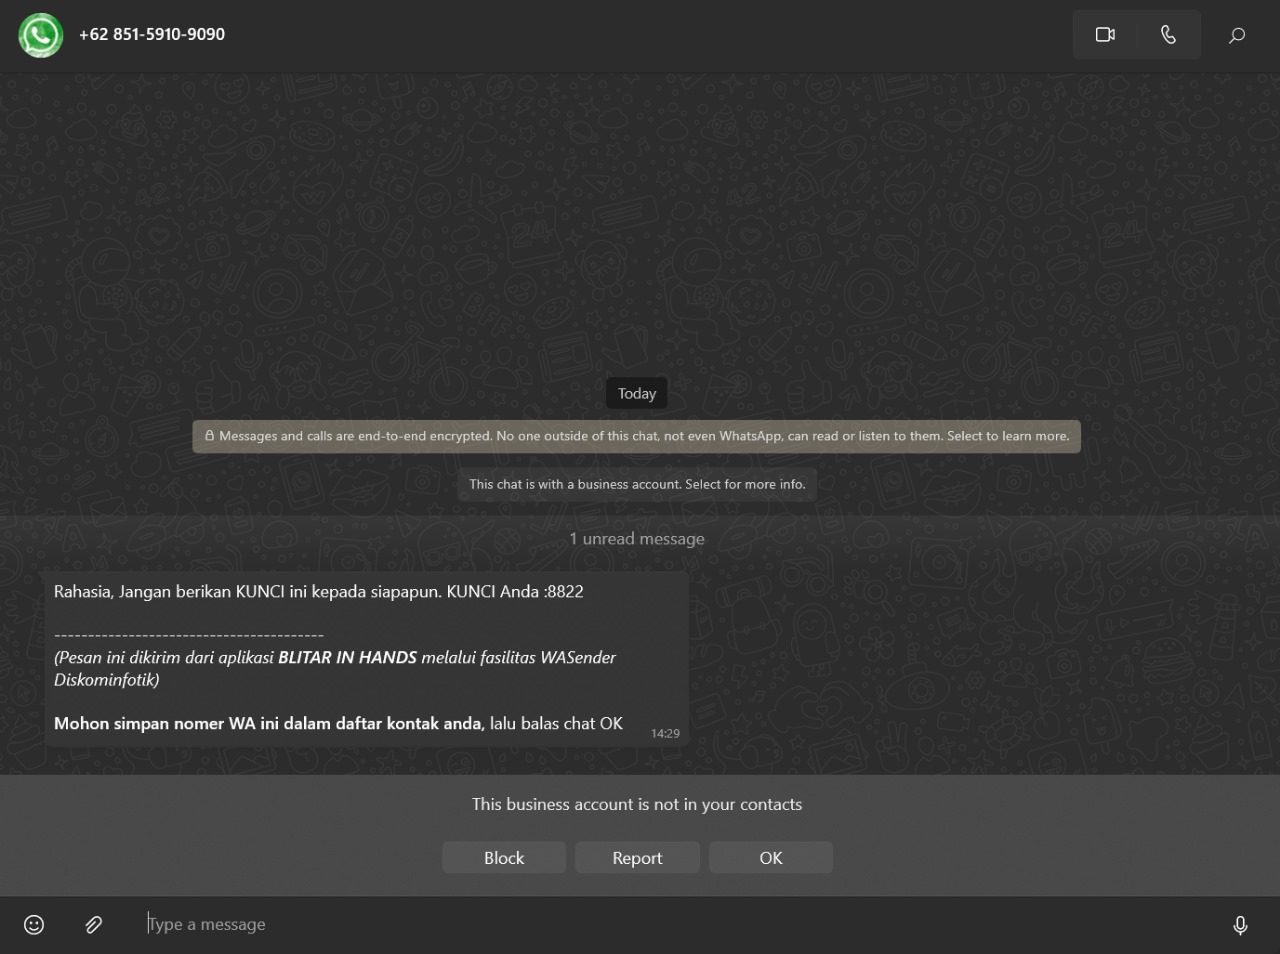 +62 851-5910-9090
Today
Messages and calls are end-to-end encrypted. No one outside of this chat, not even WhatsApp, can read or listen to them. Select to learn more.
This chat is with a business account. Select for more info.
1 unread message
Rahasia, Jangan berikan KUNCI ini kepada siapapun. KUNCI Anda :8822
----------------------------------------
(Pesan ini dikirim dari aplikasi BLITAR IN HANDS melalui fasilitas WASender
Diskominfotik)
Mohon simpan nomer WA ini dalam daftar kontak anda, lalu balas chat OK
14:29
This business account is not in your contacts
Block Report OK
Type a message